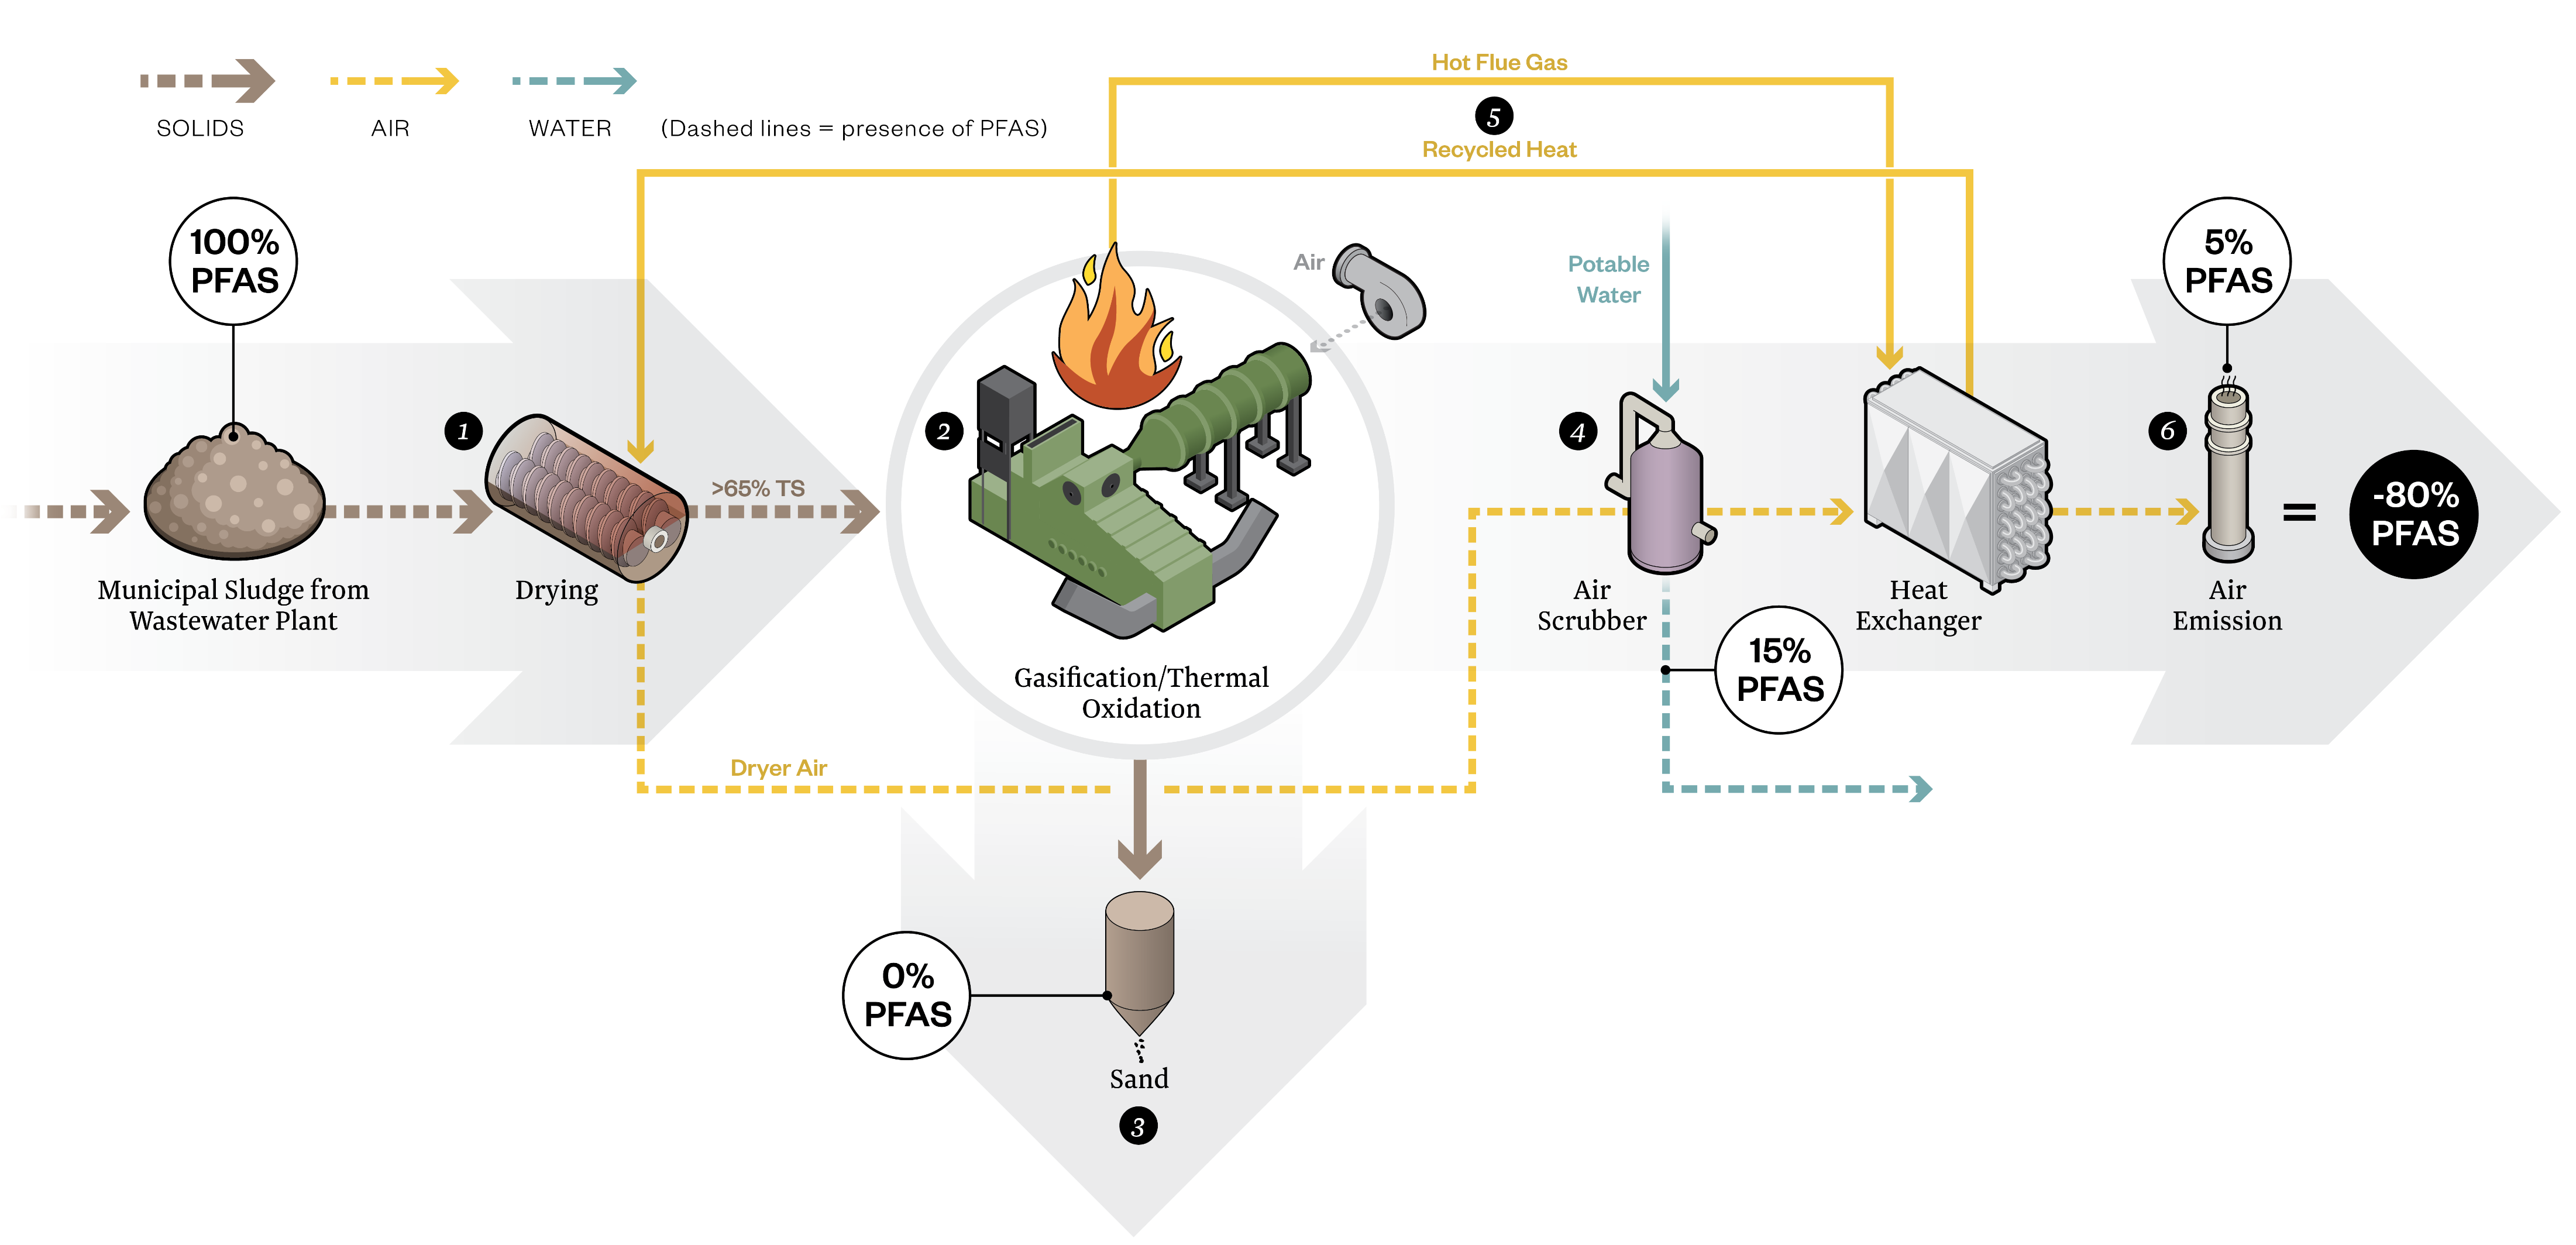 SOLIDS
AIR
WATER
(Dashed lines = presence of PFAS)
Hot Flue Gas
5
Recycled Heat
100%
PFAS
Air
Potable
Water
5%
PFAS
1
2
4
6
>65% TS
-80%
PFAS
=
Municipal Sludge from
Wastewater Plant
Drying
Air
Scrubber
Heat
Exchanger
Air
Emission
15%
PFAS
Gasification/Thermal
Oxidation
Dryer Air
0%
PFAS
Sand
3